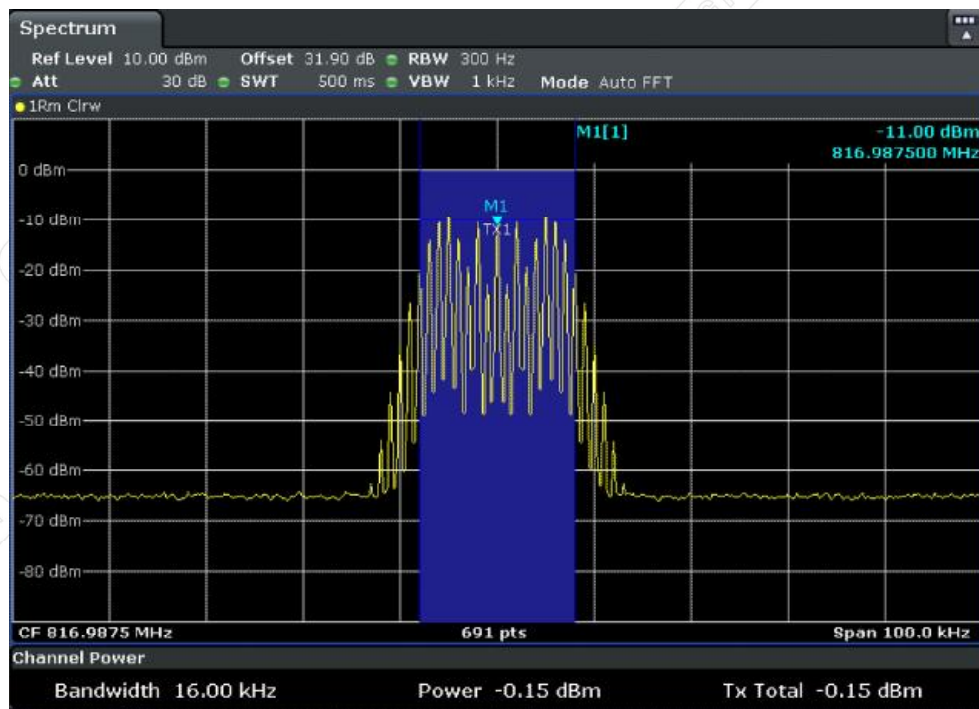 Spectrum
Ref Level 10.00 dBm Offset 31.90 dB RBW 300 Hz
Att 30 dB SWT 500 ms VBW 1 kHz Mode Auto FFT
1Rm Clrw
M1[1] -11.00 dBm
816.987500 MHz
0 dBm
M1
-10 dBm
TX1
-20 dBm
-30 dBm
-40 dBm
-50 dBm
-60 dBm
-70 dBm
-80 dBm
CF 816.9875 MHz 691 pts Span 100.0 kHz
Channel Power
Bandwidth 16.00 kHz Power -0.15 dBm Tx Total -0.15 dBm